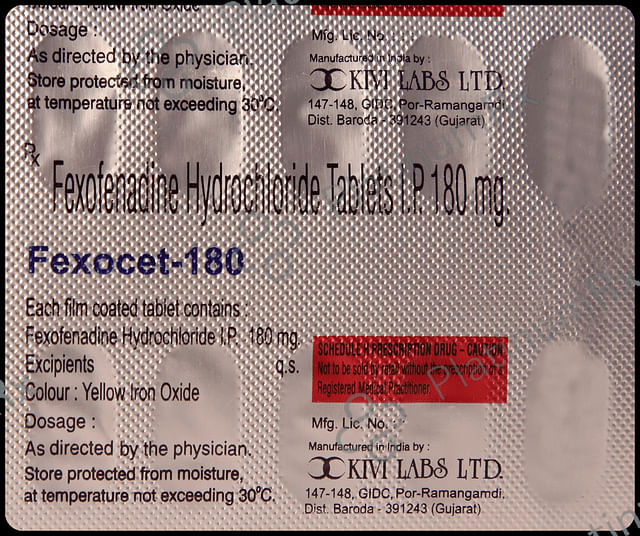 Colour : Yellow Iron Oxide
Dosage :
As directed by the physician.
Store protected from moisture,
at temperature not exceeding 30°C.
Mfg. Lic. No. :
Manufactured in India by :
KIVI LABS LTD.
147-148, GIDC, Por-Ramangamdi,
Dist. Baroda - 391243 (Gujarat)
Rx
Fexofenadine Hydrochloride Tablets I.P. 180 mg.
Fexocet-180
Each film coated tablet contains :
Fexofenadine Hydrochloride I.P. 180 mg.
Excipients q.s.
Colour : Yellow Iron Oxide
Dosage :
As directed by the physician.
Store protected from moisture,
at temperature not exceeding 30°C.
SCHEDULE H PRESCRIPTION DRUG - CAUTION
Not to be sold by retail without the prescription of a
Registered Medical Practitioner.
Mfg. Lic. No. :
Manufactured in India by :
KIVI LABS LTD.
147-148, GIDC, Por-Ramangamdi,
Dist. Baroda - 391243 (Gujarat)